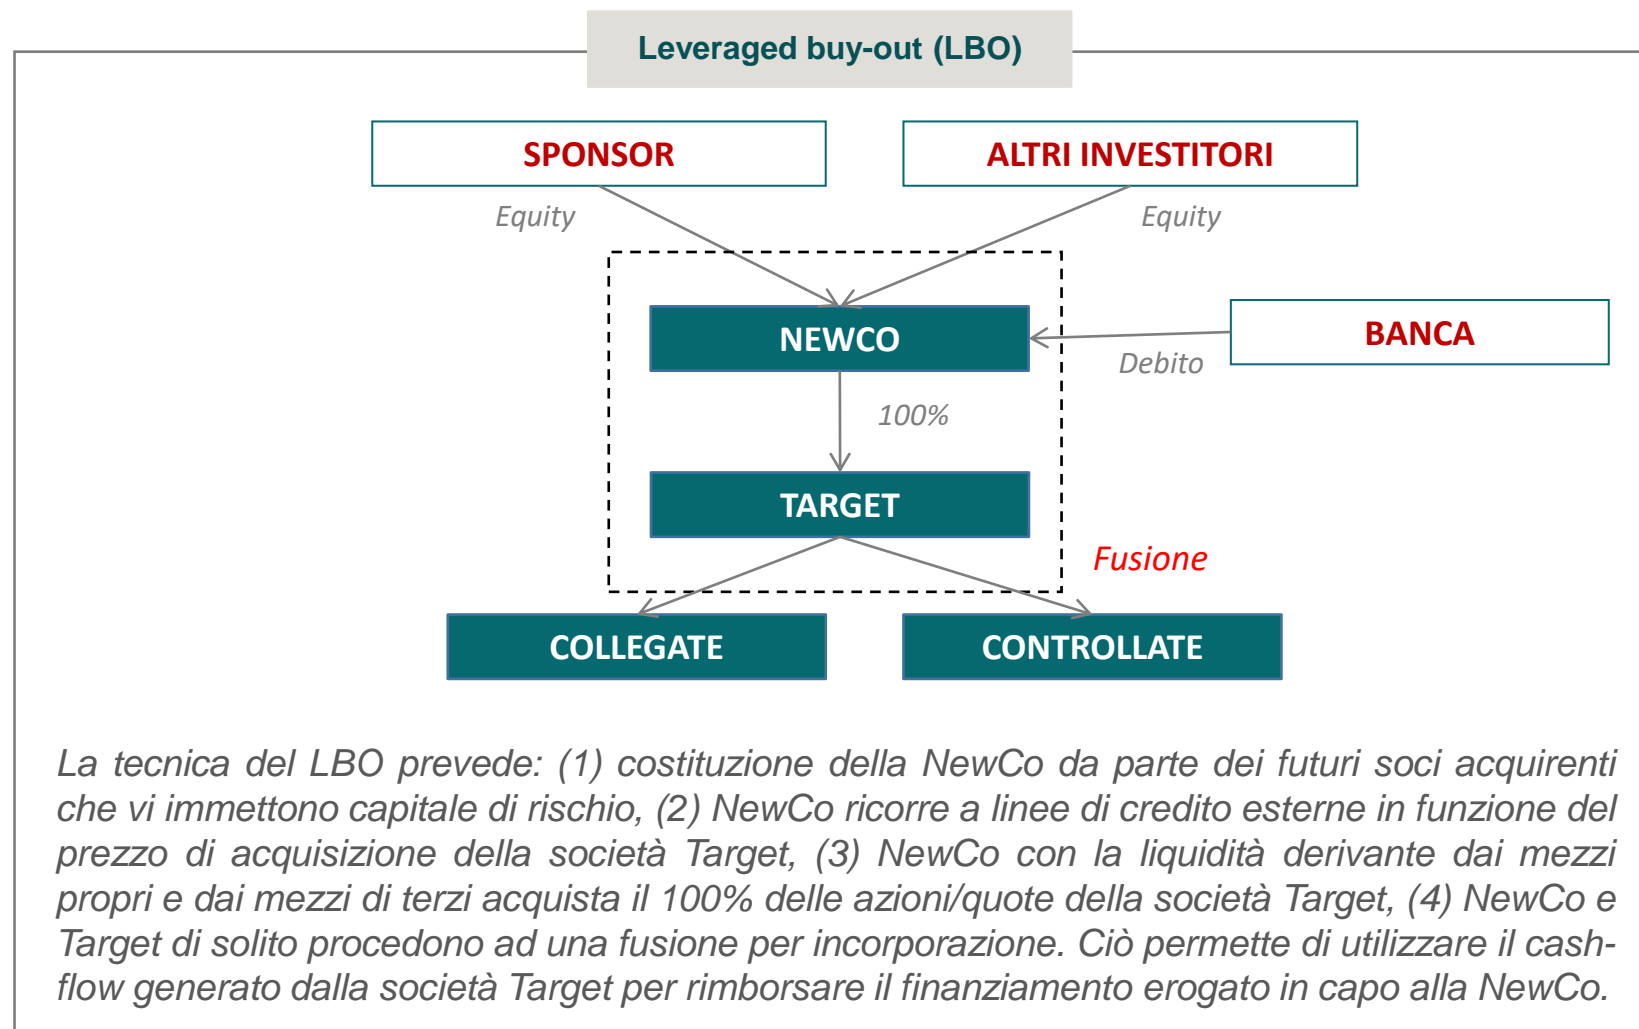 Leveraged buy-out (LBO)
SPONSOR
ALTRI INVESTITORI
Equity
Equity
NEWCO
BANCA
Debito
100%
TARGET
Fusione
COLLEGATE
CONTROLLATE
La tecnica del LBO prevede: (1) costituzione della NewCo da parte dei futuri soci acquirenti
che vi immettono capitale di rischio, (2) NewCo ricorre a linee di credito esterne in funzione del
prezzo di acquisizione della società Target, (3) NewCo con la liquidità derivante dai mezzi
propri e dai mezzi di terzi acquista il 100% delle azioni/quote della società Target, (4) NewCo e
Target di solito procedono ad una fusione per incorporazione. Ciò permette di utilizzare il cash-
flow generato dalla società Target per rimborsare il finanziamento erogato in capo alla NewCo.